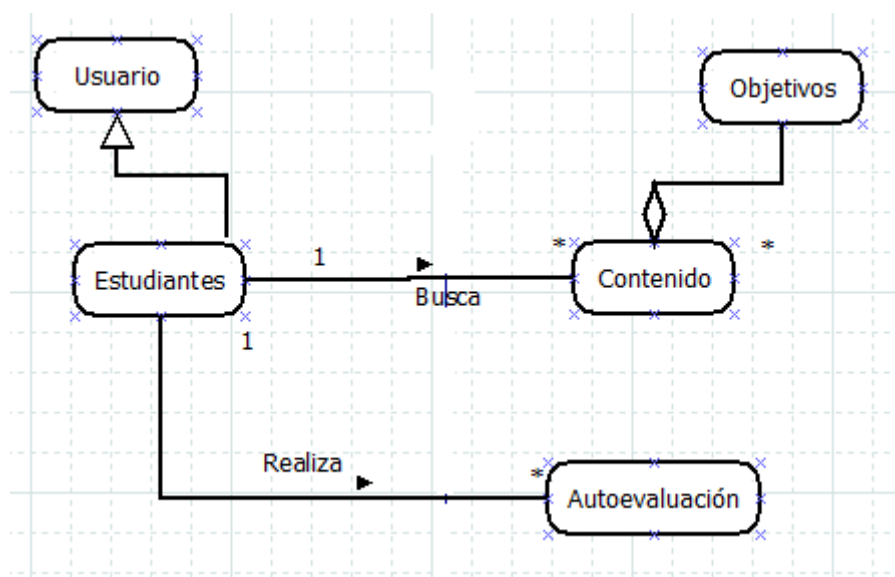 Usuario
Objetivos
Estudiantes
1
*
Contenido
*
Busca
1
Realiza
*
Autoevaluación